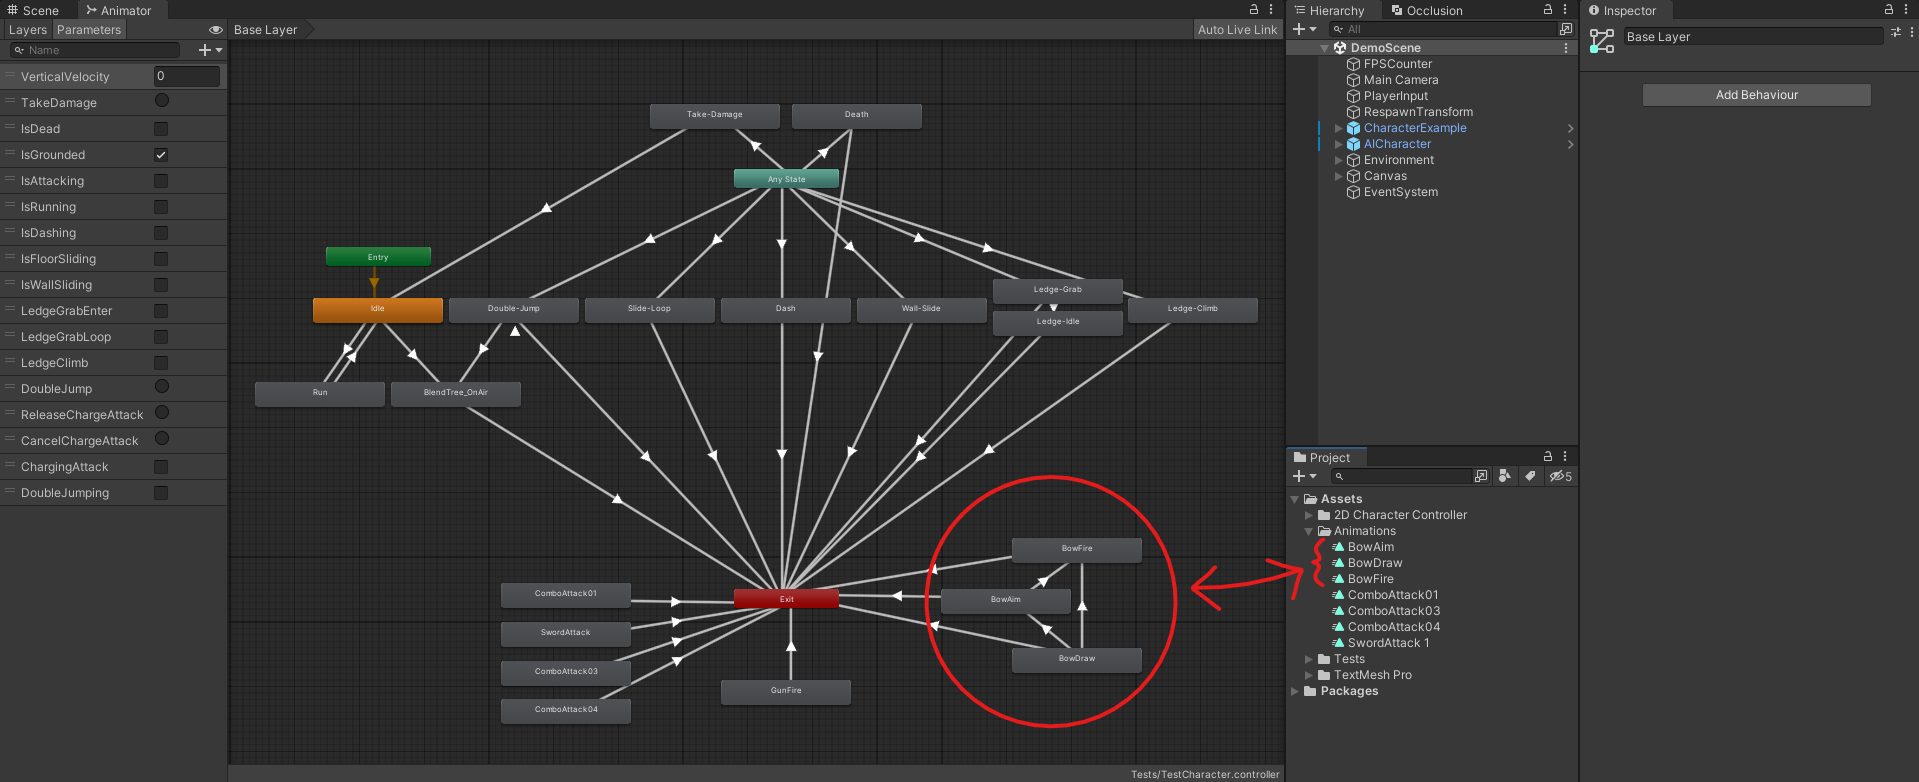 Scene
Animator
Layers
Parameters
Base Layer
Auto Live Link
Name
VerticalVelocity
0
TakeDamage
IsDead
IsGrounded
IsAttacking
IsRunning
IsDashing
IsFloorSliding
IsWallSliding
LedgeGrabEnter
LedgeGrabLoop
LedgeClimb
DoubleJump
ReleaseChargeAttack
CancelChargeAttack
ChargingAttack
DoubleJumping
Take-Damage
Death
Any State
Entry
Idle
Double-Jump
Slide-Loop
Dash
Wall-Slide
Ledge-Grab
Ledge-Idle
Ledge-Climb
Run
BlendTree_OnAir
BowFire
BowAim
BowDraw
Exit
ComboAttack01
SwordAttack
ComboAttack03
ComboAttack04
GunFire
Tests/TestCharacter.controller
Hierarchy
Occlusion
All
DemoScene
FPSCounter
Main Camera
PlayerInput
RespawnTransform
CharacterExample
AICharacter
Environment
Canvas
EventSystem
Project
5
Assets
2D Character Controller
Animations
BowAim
BowDraw
BowFire
ComboAttack01
ComboAttack03
ComboAttack04
SwordAttack 1
Tests
TextMesh Pro
Packages
Inspector
Base Layer
Add Behaviour